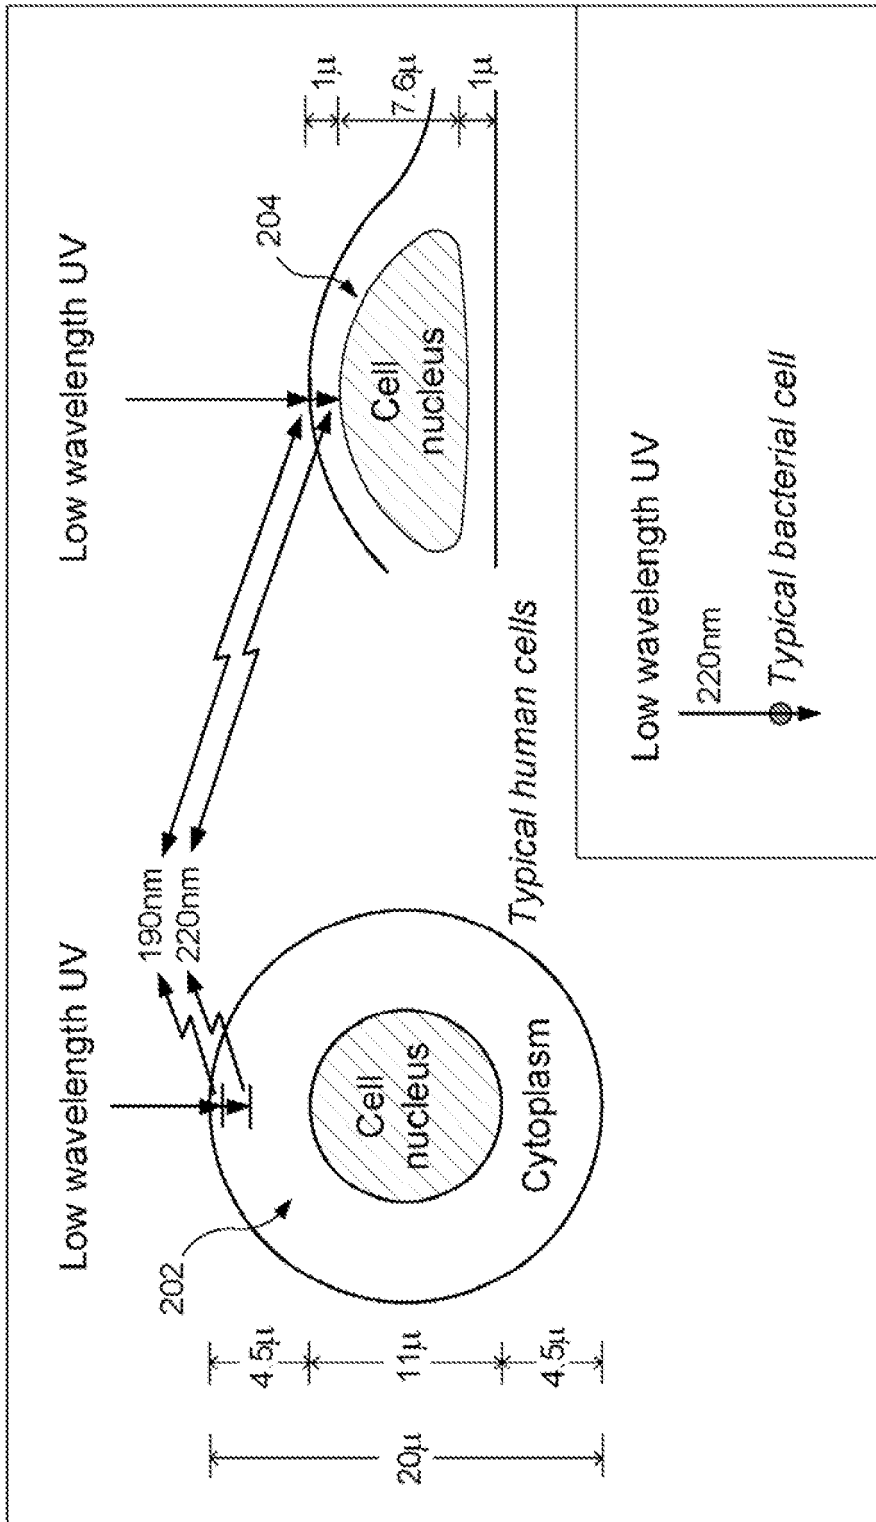 Low wavelength UV
Low wavelength UV
190nm
220nm
202
204
Cell
nucleus
Cytoplasm
4.5µ
11µ
4.5µ
20µ
Cell
nucleus
1µ
7.6µ
1µ
Typical human cells
Low wavelength UV
220nm
Typical bacterial cell